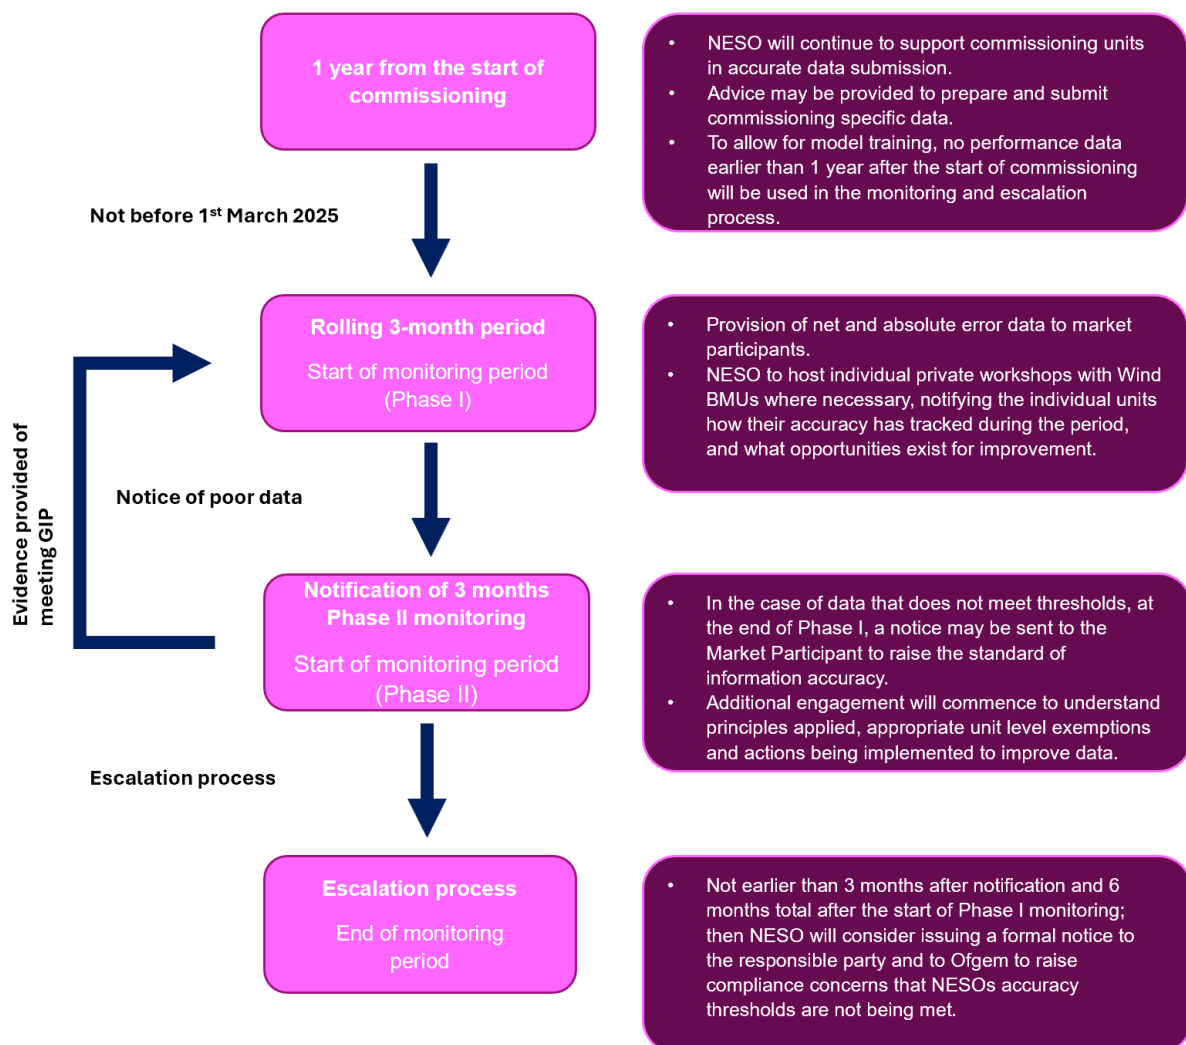 1 year from the start of
commissioning
• NESO will continue to support commissioning units
in accurate data submission.
• Advice may be provided to prepare and submit
commissioning specific data.
• To allow for model training, no performance data
earlier than 1 year after the start of commissioning
will be used in the monitoring and escalation
process.
Not before 1st March 2025
Rolling 3-month period
Start of monitoring period
(Phase I)
• Provision of net and absolute error data to market
participants.
• NESO to host individual private workshops with Wind
BMUs where necessary, notifying the individual units
how their accuracy has tracked during the period,
and what opportunities exist for improvement.
Evidence provided of
meeting GIP
Notice of poor data
Notification of 3 months
Phase II monitoring
Start of monitoring period
(Phase II)
• In the case of data that does not meet thresholds, at
the end of Phase I, a notice may be sent to the
Market Participant to raise the standard of
information accuracy.
• Additional engagement will commence to understand
principles applied, appropriate unit level exemptions
and actions being implemented to improve data.
Escalation process
Escalation process
End of monitoring
period
• Not earlier than 3 months after notification and 6
months total after the start of Phase I monitoring;
then NESO will consider issuing a formal notice to
the responsible party and to Ofgem to raise
compliance concerns that NESOs accuracy
thresholds are not being met.